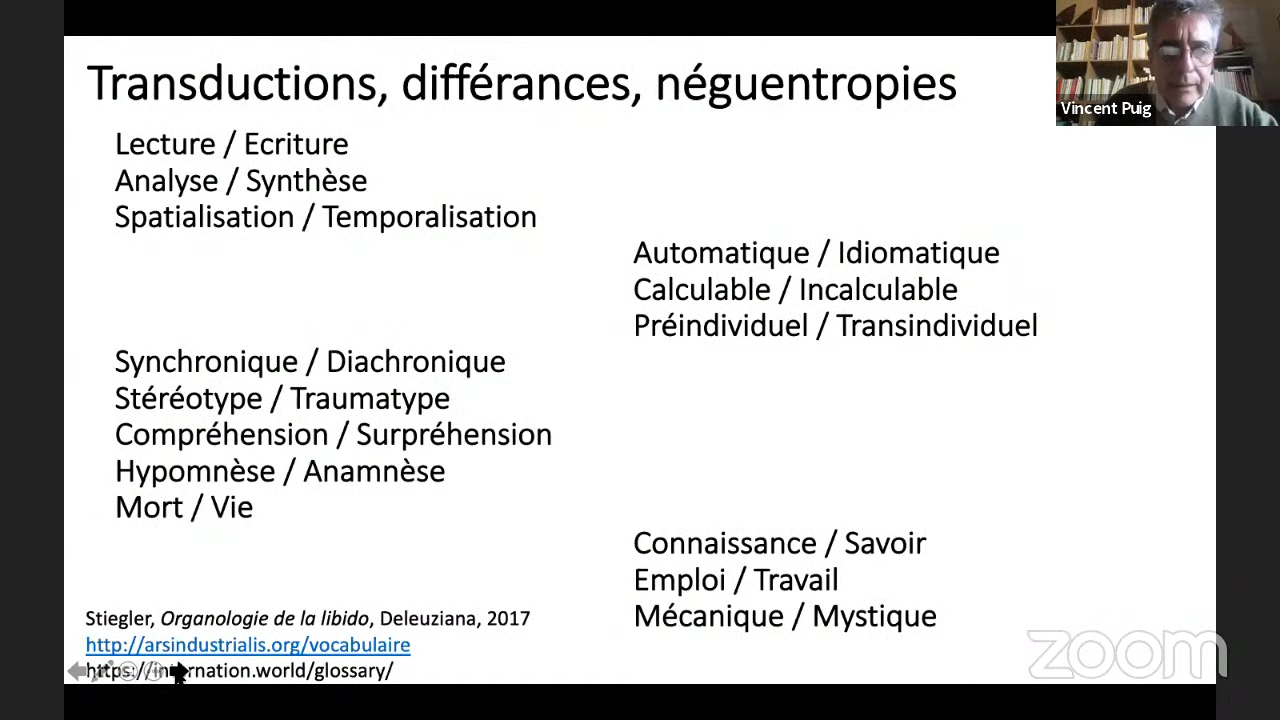 Transductions, différances, néguentropies
Vincent Puig
Lecture / Ecriture
Analyse / Synthèse
Spatialisation / Temporalisation
Automatique / Idiomatique
Calculable / Incalculable
Préindividuel / Transindividuel
Synchronique / Diachronique
Stéréotype / Traumatype
Compréhension / Surpréhension
Hypomnèse / Anamnèse
Mort / Vie
Connaissance / Savoir
Emploi / Travail
Mécanique / Mystique
Stiegler, Organologie de la libido, Deleuziana, 2017
http://arsindustrialis.org/vocabulaire
https://internation.world/glossary/
zoom